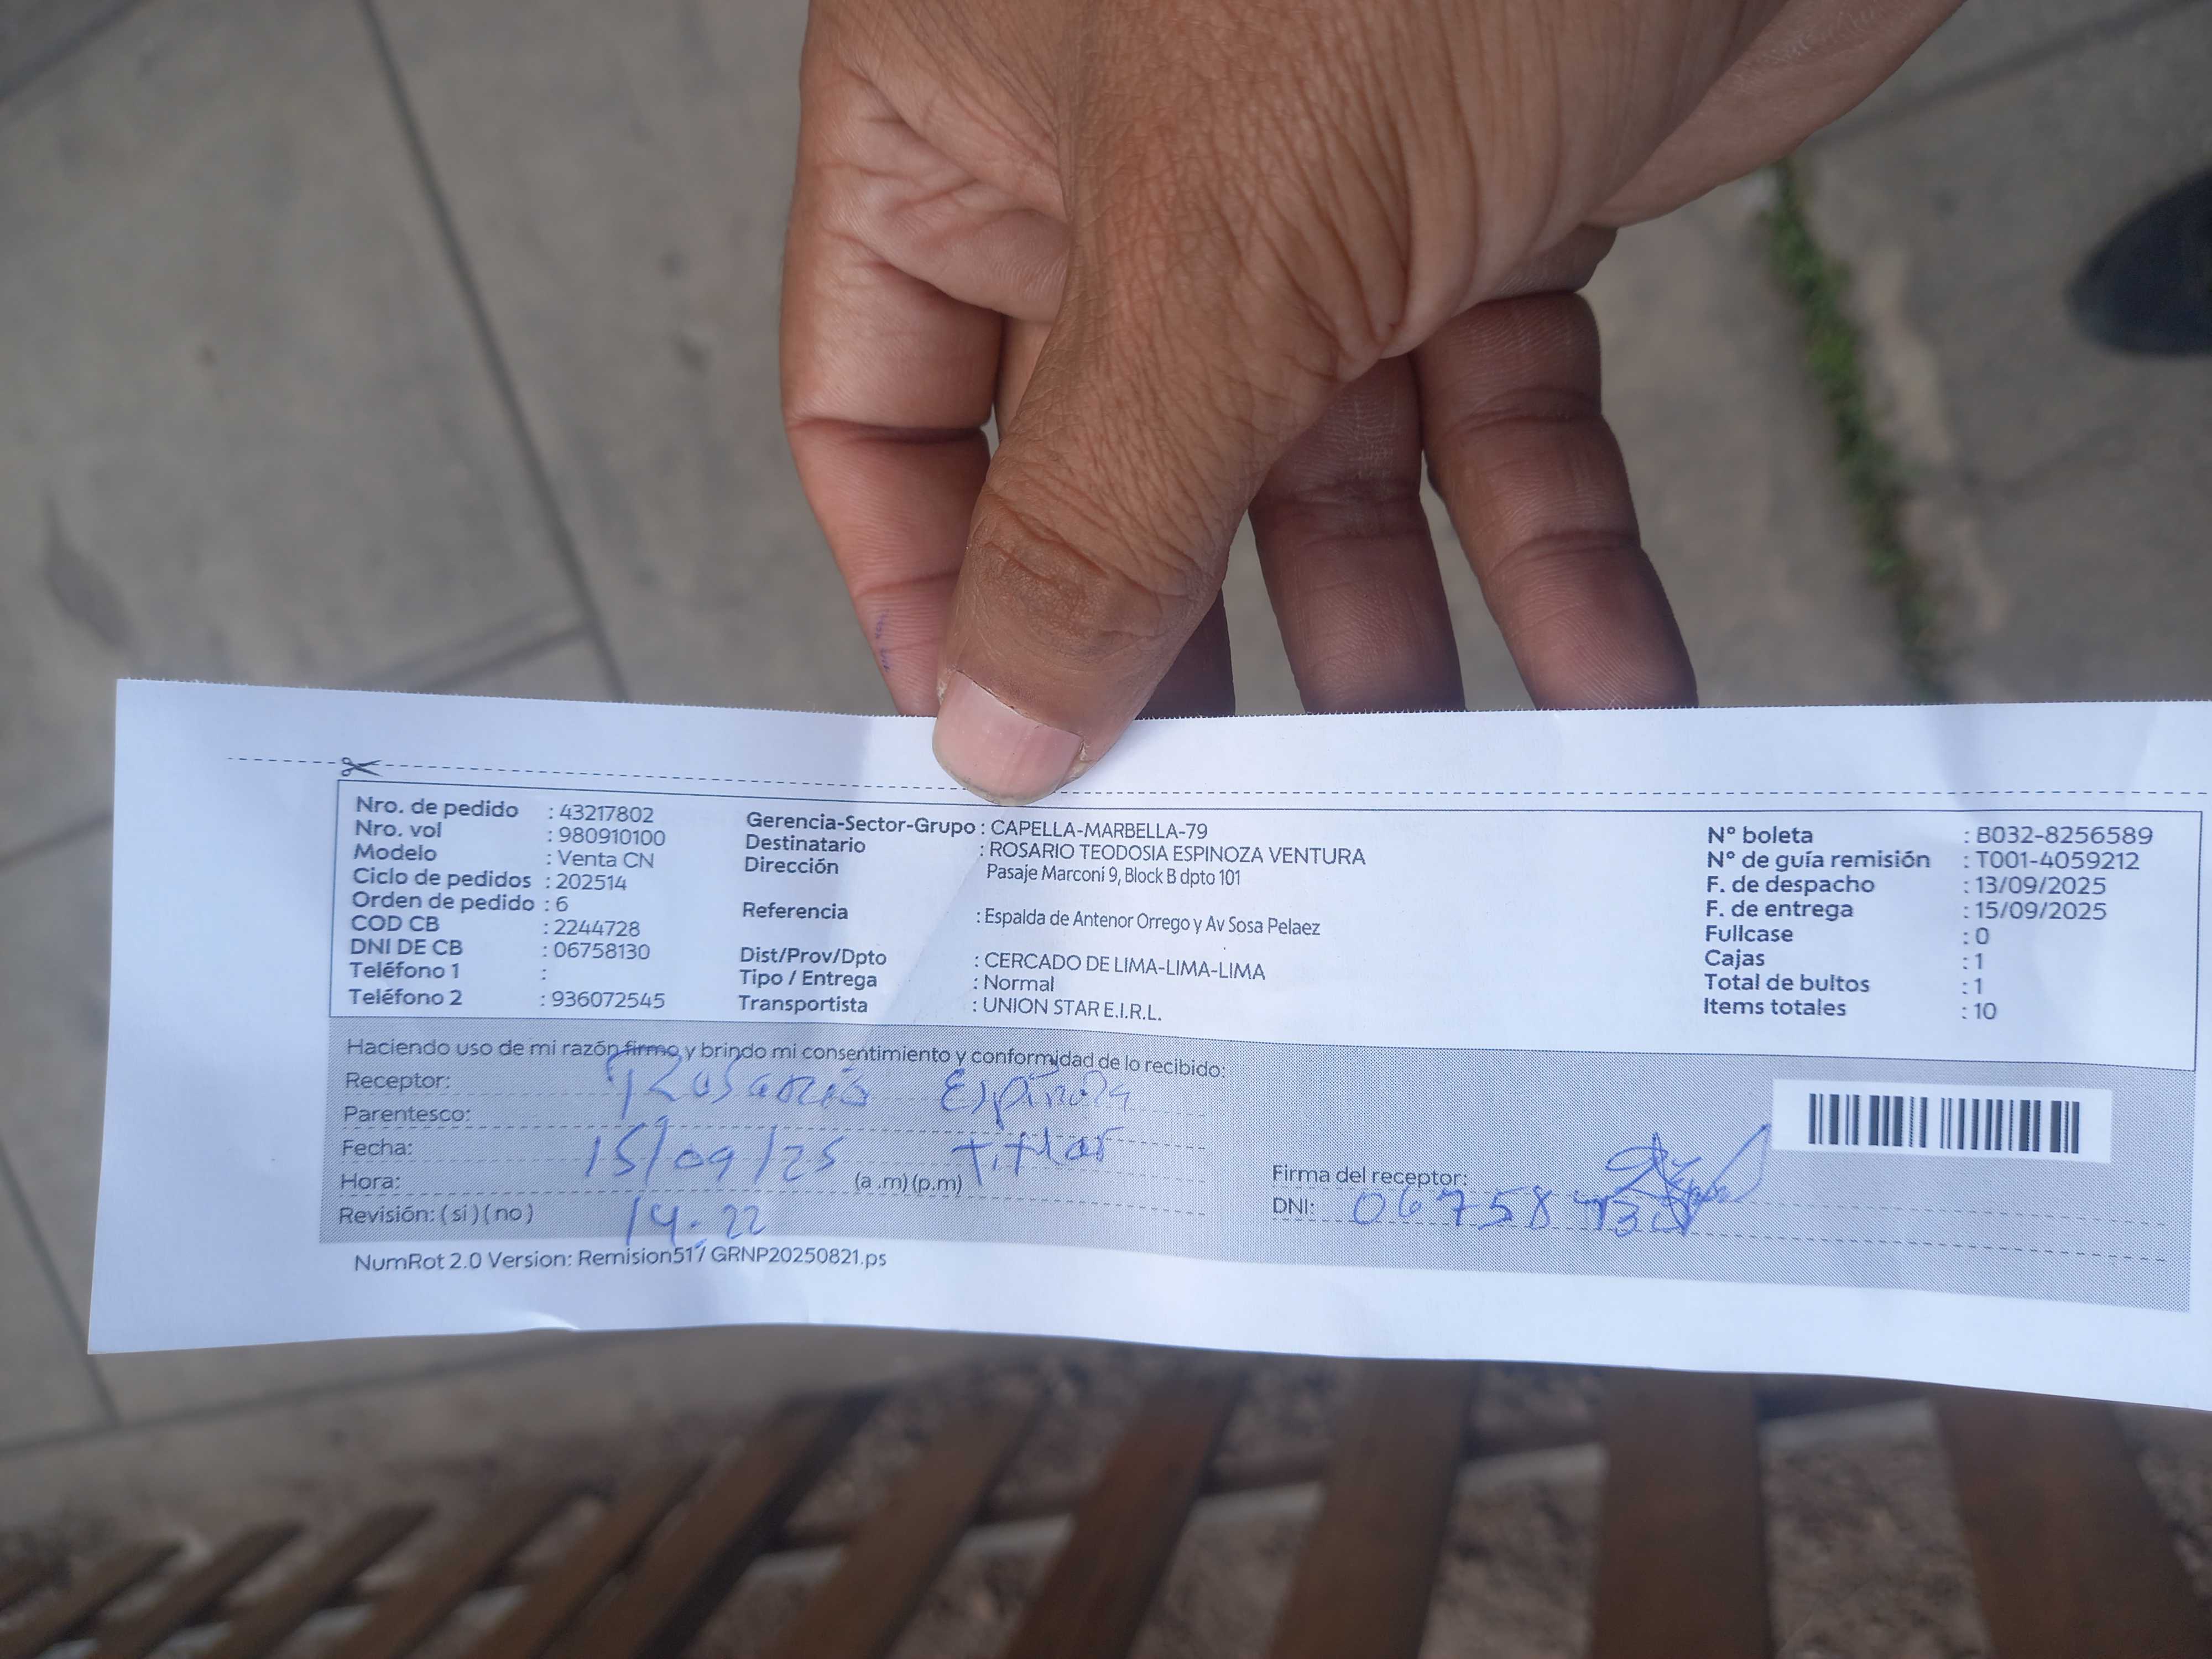 Nro. de pedido : 43217802
Nro. vol : 980910100
Modelo : Venta CN
Ciclo de pedidos : 202514
Orden de pedido : 6
COD CB : 2244728
DNI DE CB : 06758130
Teléfono 1 :
Teléfono 2 : 936072545
Gerencia-Sector-Grupo : CAPELLA-MARBELLA-79
Destinatario : ROSARIO TEODOSIA ESPINOZA VENTURA
Dirección Pasaje Marconi 9, Block B dpto 101
Referencia : Espalda de Antenor Orrego y Av Sosa Pelaez
Dist/Prov/Dpto : CERCADO DE LIMA-LIMA-LIMA
Tipo / Entrega : Normal
Transportista : UNION STAR E.I.R.L.
N° boleta : B032-8256589
N° de guía remisión : T001-4059212
F. de despacho : 13/09/2025
F. de entrega : 15/09/2025
Fullcase : 0
Cajas : 1
Total de bultos : 1
Items totales : 10
Haciendo uso de mi razón firmo y brindo mi consentimiento y conformidad de lo recibido:
Receptor: Rosario Espinoza
Parentesco: Titular
Fecha: 15/09/25
Hora: (a .m) (p.m) 14:22
Revisión: ( si ) ( no )
Firma del receptor:
DNI: 06758130
NumRot 2.0 Version: Remision517 GRNP20250821.ps